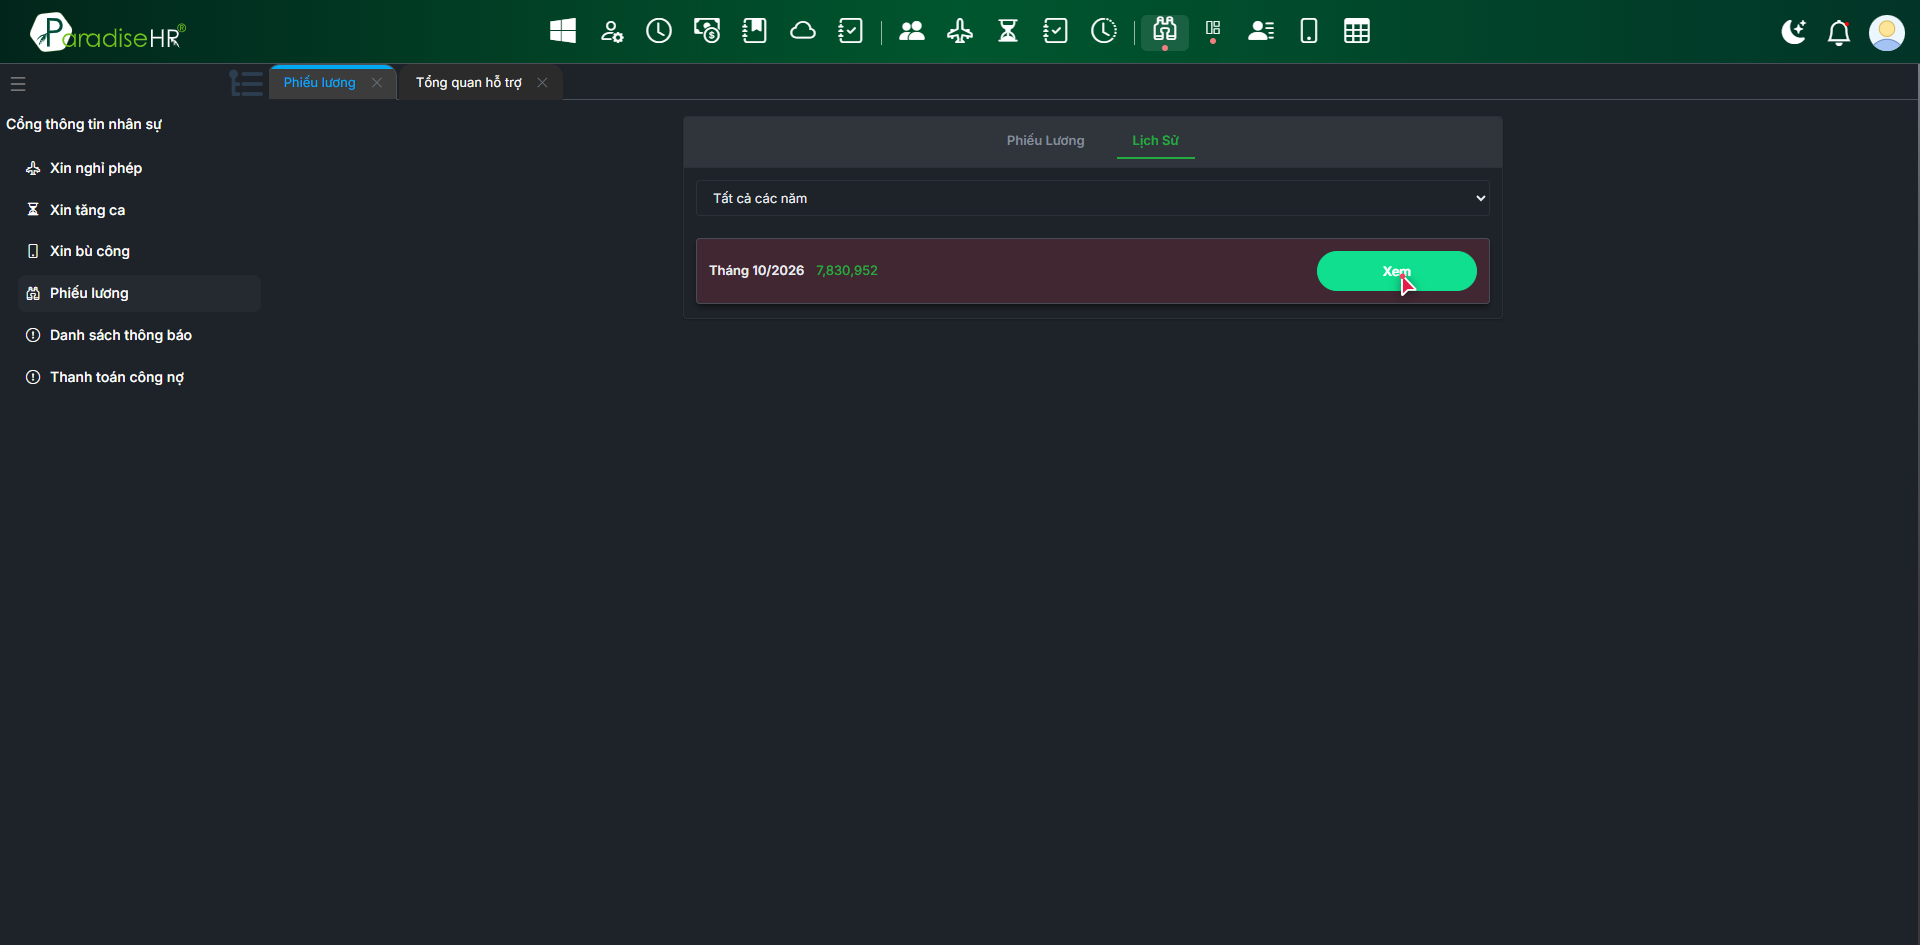 ParadiseHR®
Phiếu lương
Tổng quan hỗ trợ
Cổng thông tin nhân sự
Xin nghỉ phép
Xin tăng ca
Xin bù công
Phiếu lương
Danh sách thông báo
Thanh toán công nợ
Phiếu Lương
Lịch Sử
Tất cả các năm
Tháng 10/2026 7,830,952
Xem